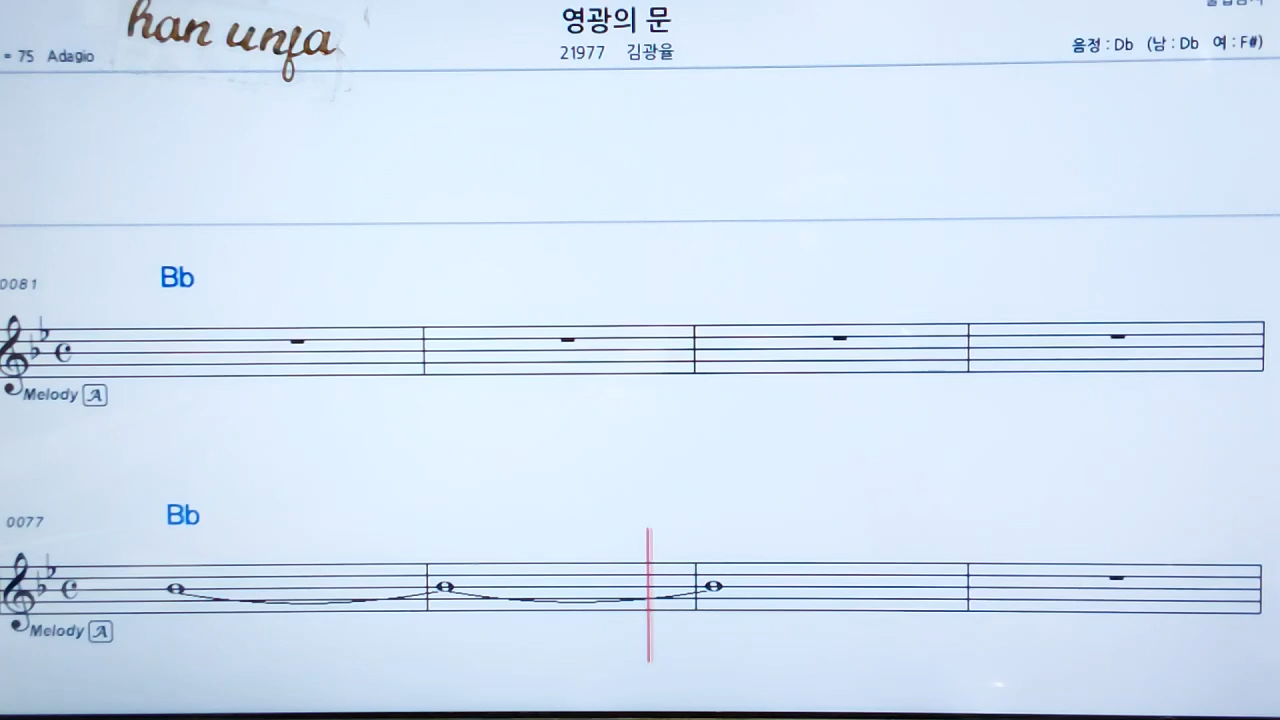 han unfa
영광의 문
= 75 Adagio
21977 김광율
음정 : Db (남 : Db 여 : F#)
0081
Bb
Melody A
0077
Bb
Melody A